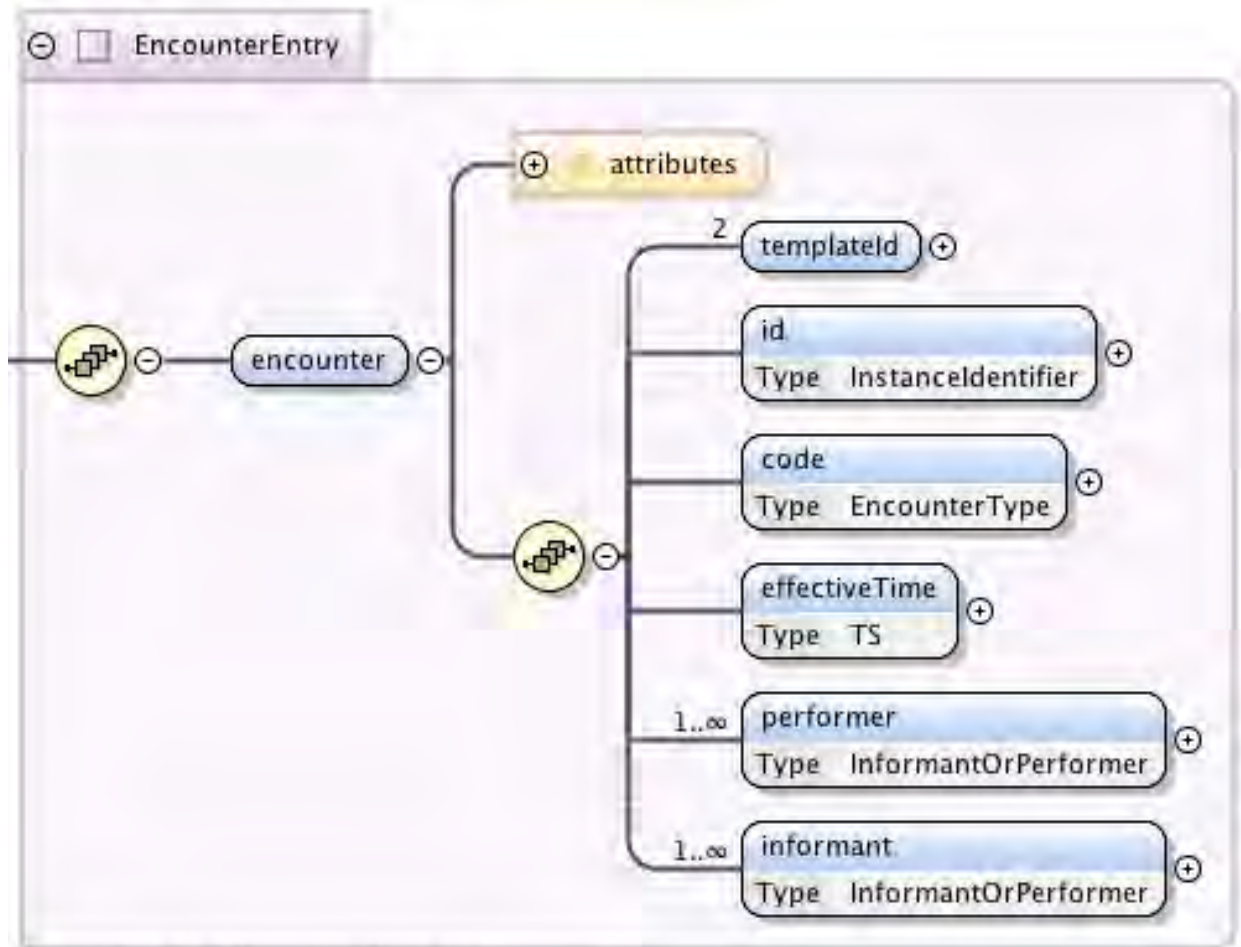 EncounterEntry
attributes
2
templateId
id
Type InstanceIdentifier
code
Type EncounterType
encounter
effectiveTime
Type TS
1..∞
performer
Type InformantOrPerformer
1..∞
informant
Type InformantOrPerformer